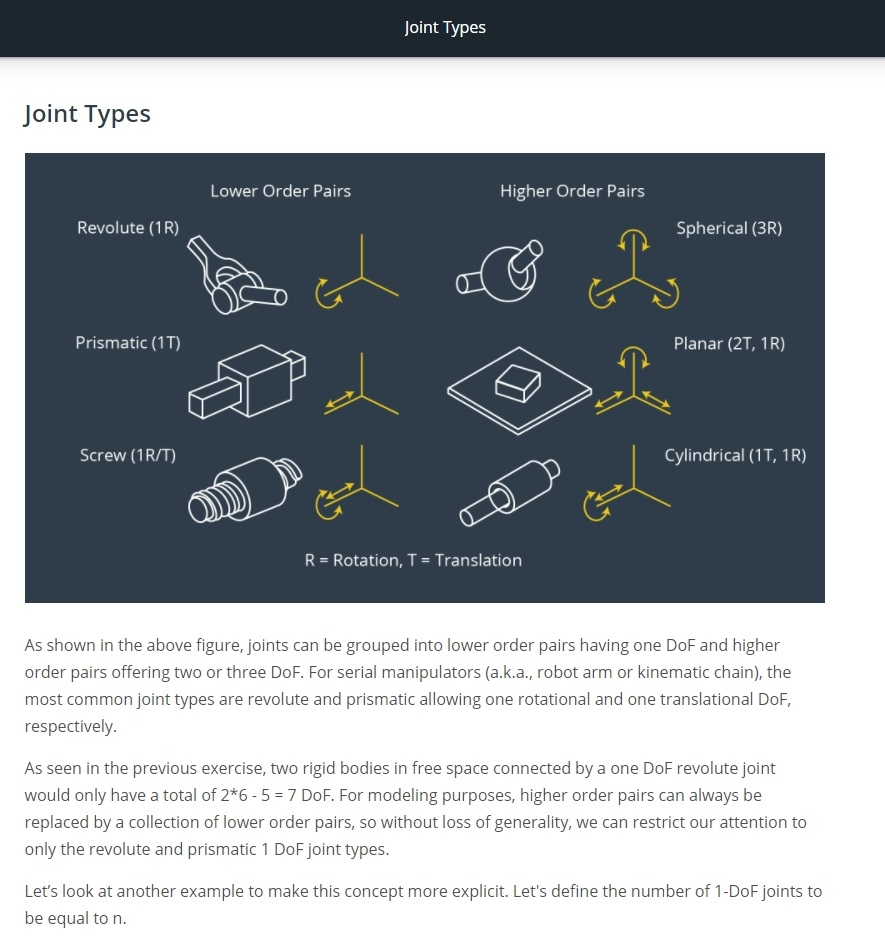 Joint Types
Joint Types
Lower Order Pairs
Higher Order Pairs
Revolute (1R)
Spherical (3R)
Prismatic (1T)
Planar (2T, 1R)
Screw (1R/T)
Cylindrical (1T, 1R)
R = Rotation, T = Translation
As shown in the above figure, joints can be grouped into lower order pairs having one DoF and higher
order pairs offering two or three DoF. For serial manipulators (a.k.a., robot arm or kinematic chain), the
most common joint types are revolute and prismatic allowing one rotational and one translational DoF,
respectively.
As seen in the previous exercise, two rigid bodies in free space connected by a one DoF revolute joint
would only have a total of 2*6 - 5 = 7 DoF. For modeling purposes, higher order pairs can always be
replaced by a collection of lower order pairs, so without loss of generality, we can restrict our attention to
only the revolute and prismatic 1 DoF joint types.
Let’s look at another example to make this concept more explicit. Let's define the number of 1-DoF joints to
be equal to n.